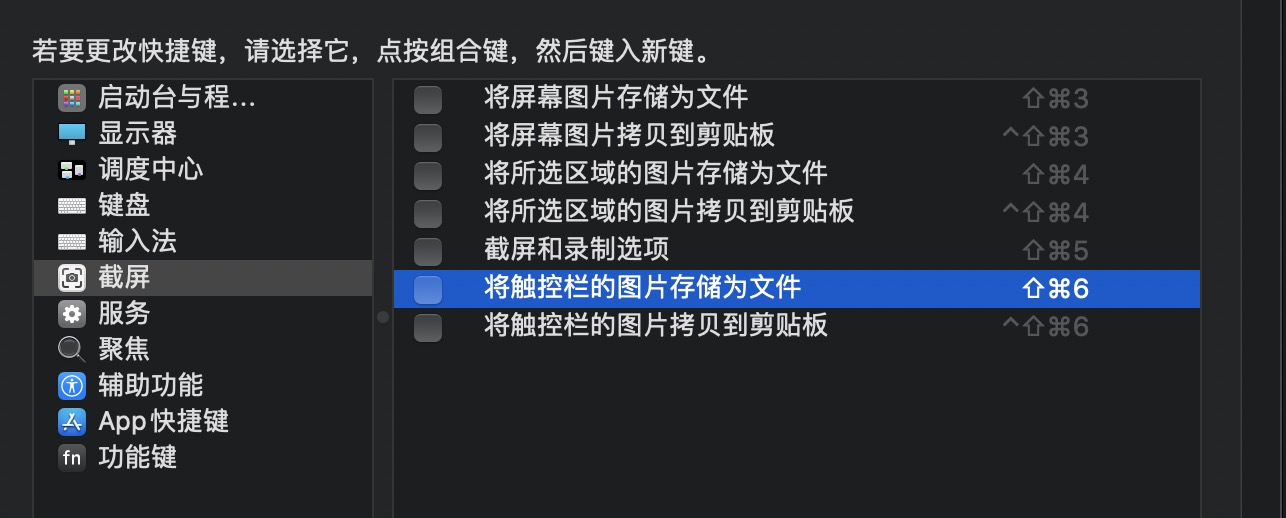 若要更改快捷键，请选择它，点按组合键，然后键入新键。
启动台与程...
显示器
调度中心
键盘
输入法
截屏
服务
聚焦
辅助功能
App快捷键
fn 功能键
将屏幕图片存储为文件 ⇧⌘3
将屏幕图片拷贝到剪贴板 ^⇧⌘3
将所选区域的图片存储为文件 ⇧⌘4
将所选区域的图片拷贝到剪贴板 ^⇧⌘4
截屏和录制选项 ⇧⌘5
将触控栏的图片存储为文件 ⇧⌘6
将触控栏的图片拷贝到剪贴板 ^⇧⌘6